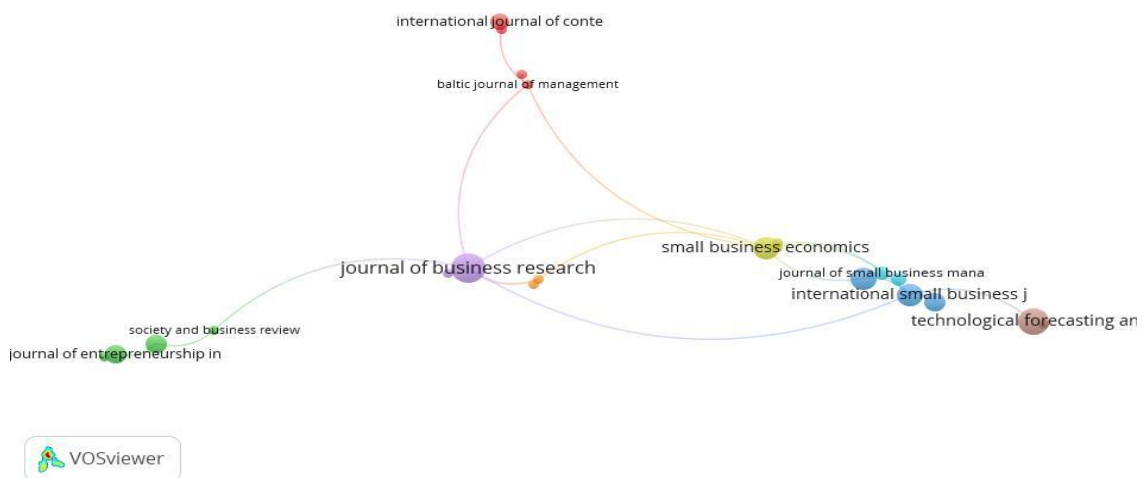 international journal of conte
baltic journal of management
small business economics
journal of business research
journal of small business mana
international small business j
technological forecasting an
society and business review
journal of entrepreneurship in
VOSviewer